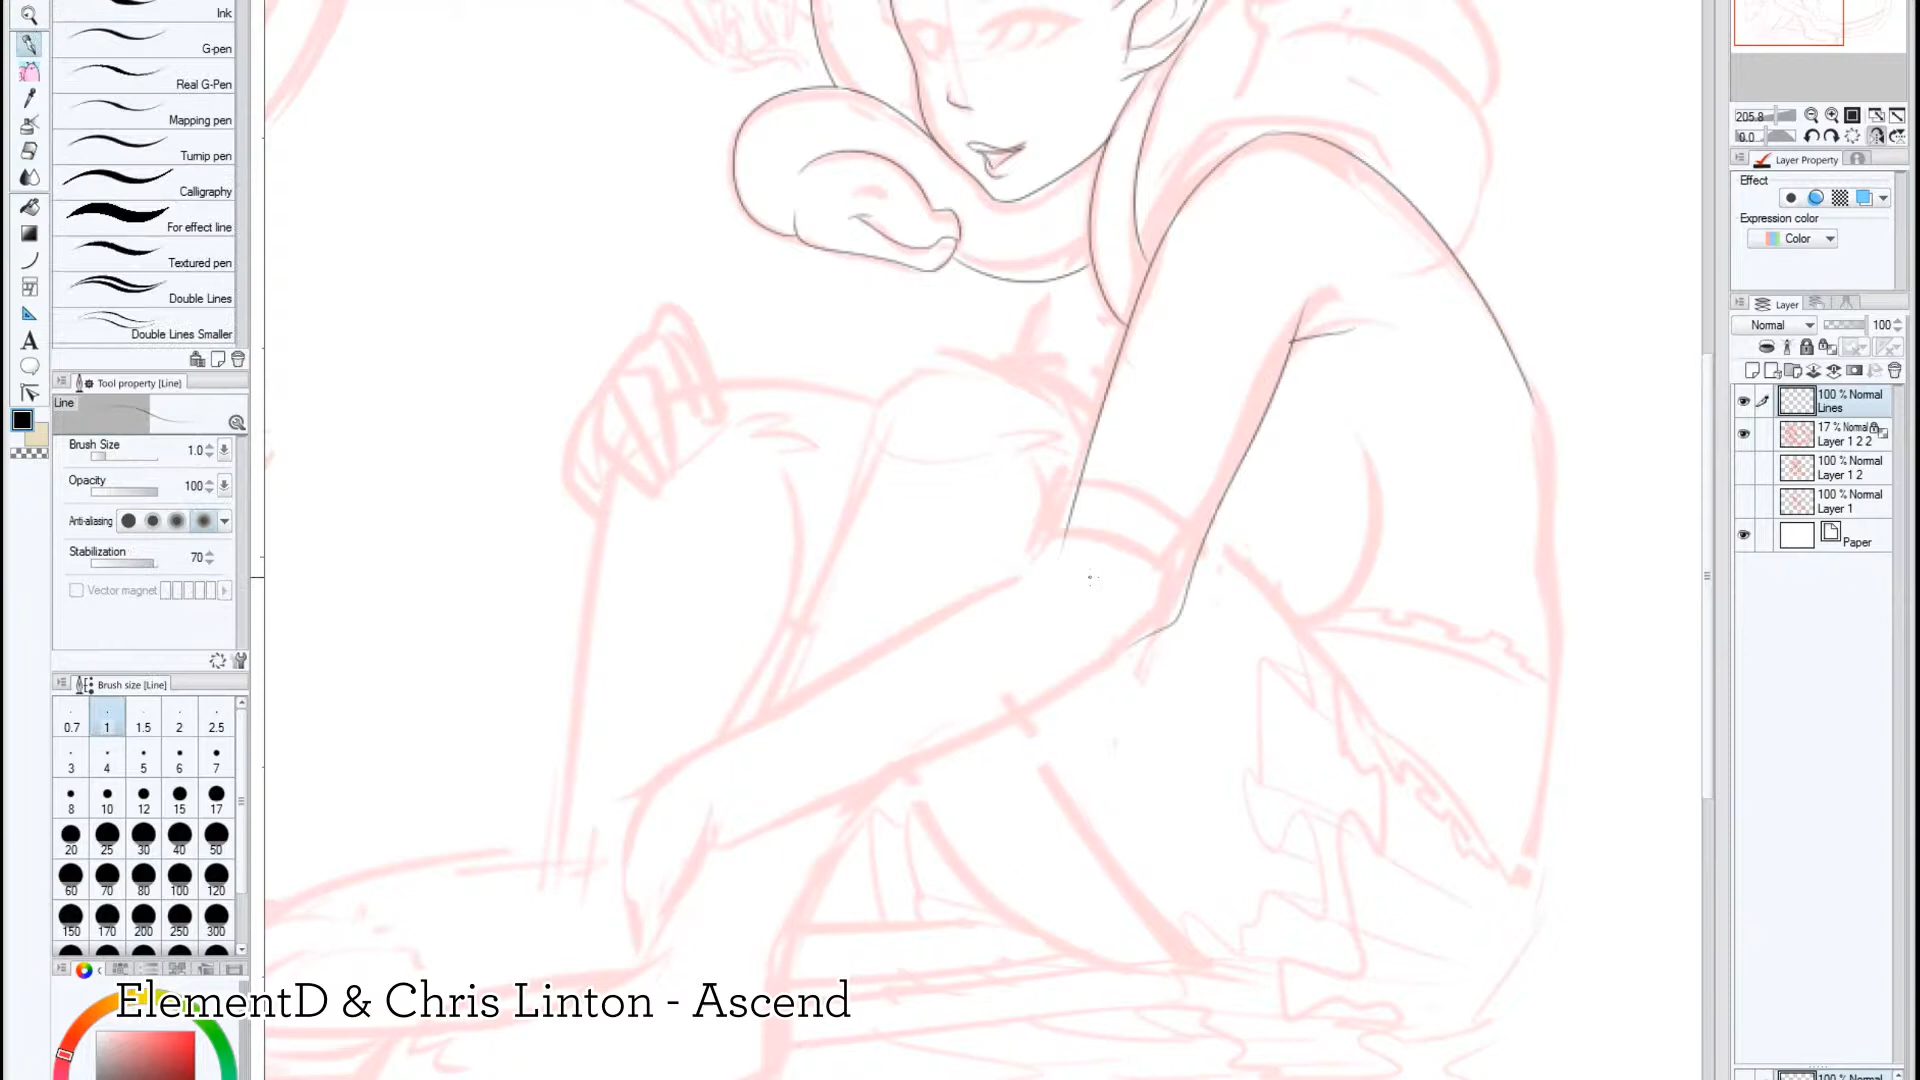 Ink
G-pen
Real G-Pen
Mapping pen
Turnip pen
Calligraphy
For effect line
Textured pen
Double Lines
Double Lines Smaller
Tool property [Line]
Line
Brush Size 1.0
Opacity 100
Anti-aliasing
Stabilization 70
Vector magnet
Brush size [Line]
0.7 1 1.5 2 2.5
3 4 5 6 7
8 10 12 15 17
20 25 30 40 50
60 70 80 100 120
150 170 200 250 300
ElementD & Chris Linton - Ascend
205.8
0.0
Layer Property
Effect
Expression color
Color
Layer
Normal 100
100 % Normal
Lines
17 % Normal
Layer 1 2 2
100 % Normal
Layer 1 2
100 % Normal
Layer 1
Paper
100 % Normal